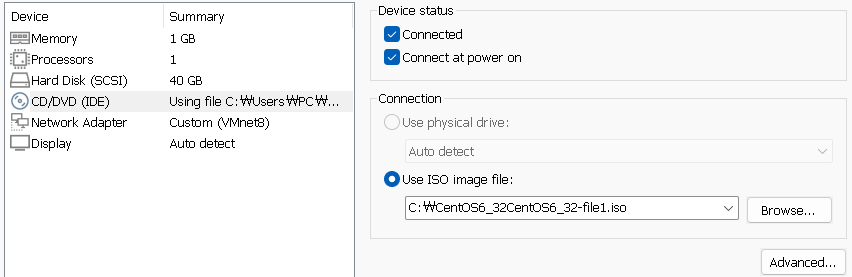 Device Summary
Memory 1 GB
Processors 1
Hard Disk (SCSI) 40 GB
CD/DVD (IDE) Using file C:₩Users₩PC₩...
Network Adapter Custom (VMnet8)
Display Auto detect
Device status
Connected
Connect at power on
Connection
Use physical drive:
Auto detect
Use ISO image file:
C:₩CentOS6_32CentOS6_32-file1.iso
Browse...
Advanced...